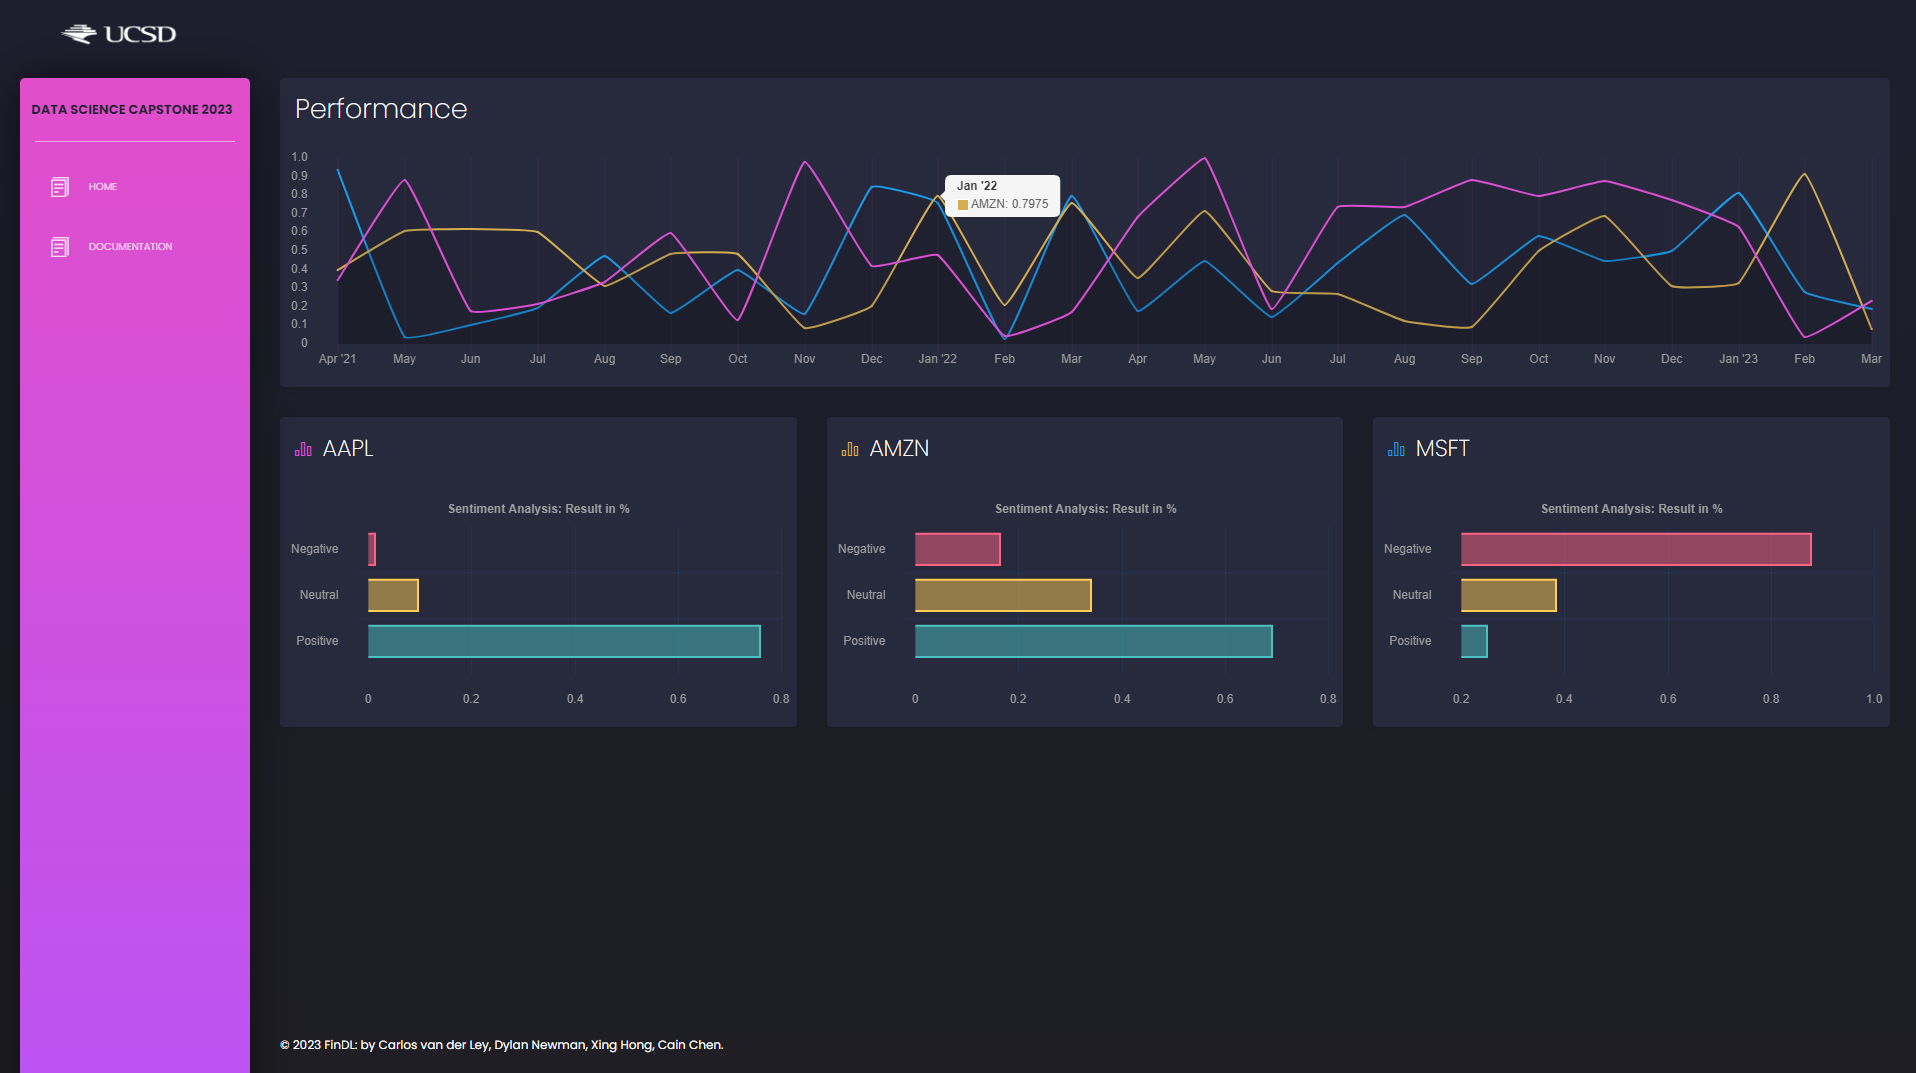 UCSD
DATA SCIENCE CAPSTONE 2023
HOME
DOCUMENTATION
Performance
1.0
0.9
0.8
0.7
0.6
0.5
0.4
0.3
0.2
0.1
0
Jan '22
AMZN: 0.7975
Apr '21 May Jun Jul Aug Sep Oct Nov Dec Jan '22 Feb Mar Apr May Jun Jul Aug Sep Oct Nov Dec Jan '23 Feb Mar
AAPL
Sentiment Analysis: Result in %
Negative
Neutral
Positive
0 0.2 0.4 0.6 0.8
AMZN
Sentiment Analysis: Result in %
Negative
Neutral
Positive
0 0.2 0.4 0.6 0.8
MSFT
Sentiment Analysis: Result in %
Negative
Neutral
Positive
0.2 0.4 0.6 0.8 1.0
© 2023 FinDL: by Carlos van der Ley, Dylan Newman, Xing Hong, Cain Chen.